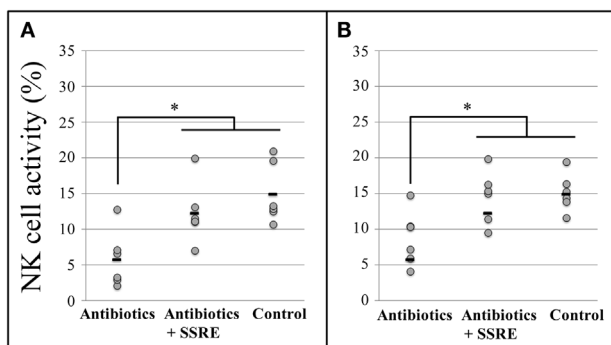 A
B
NK cell activity (%)
35
30
25
20
15
10
5
0
*
Antibiotics
Antibiotics
+ SSRE
Control
35
30
25
20
15
10
5
0
*
Antibiotics
Antibiotics
+ SSRE
Control